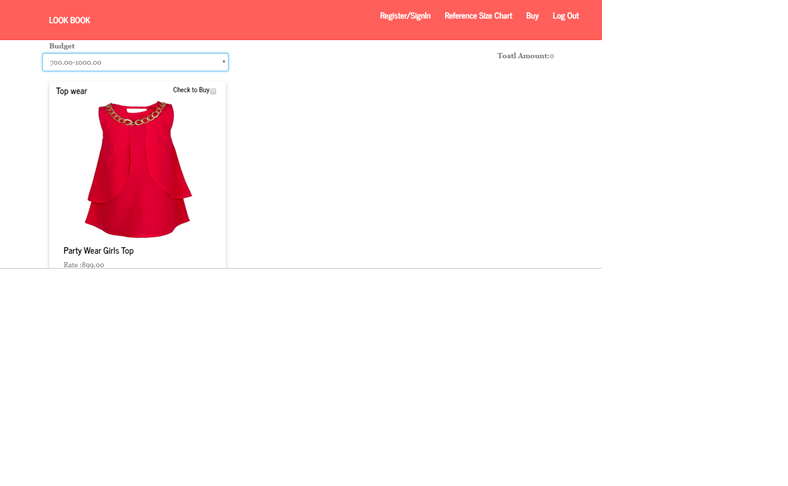 LOOK BOOK
Register/SignIn
Reference Size Chart
Buy
Log Out
Budget
700.00-1000.00
Toatl Amount:0
Top wear
Check to Buy
Party Wear Girls Top
Rate :899.00